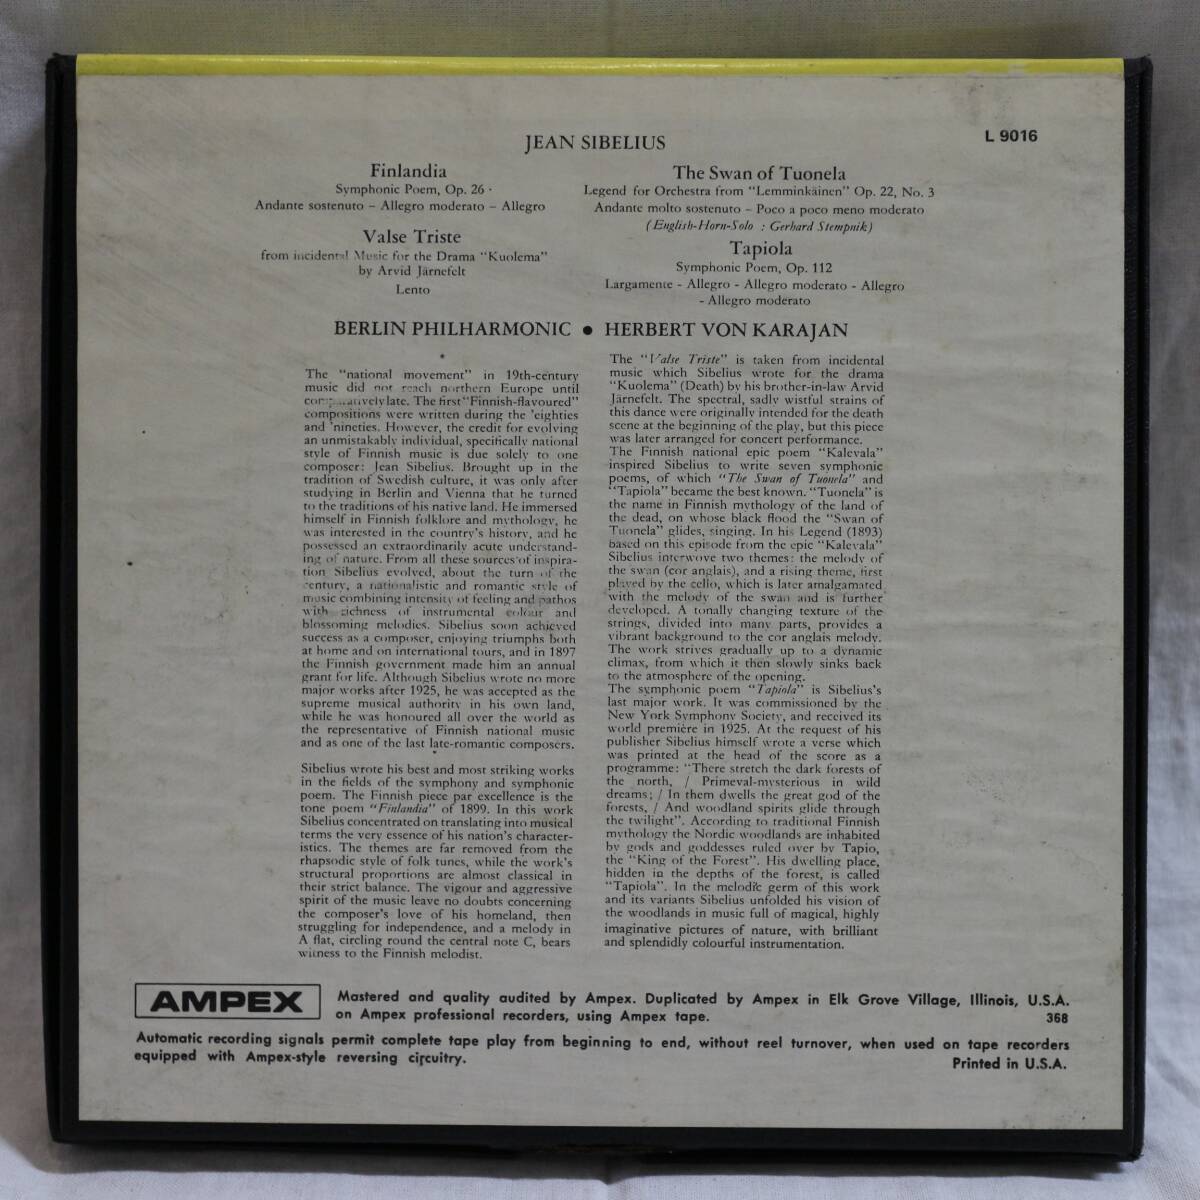 JEAN SIBELIUS
L 9016
Finlandia
Symphonic Poem, Op. 26
Andante sostenuto – Allegro moderato – Allegro
Valse Triste
from incidental Music for the Drama "Kuolema"
by Arvid Järnefelt
Lento
The Swan of Tuonela
Legend for Orchestra from "Lemminkäinen" Op. 22, No. 3
Andante molto sostenuto – Poco a poco meno moderato
(English-Horn-Solo : Gerhard Stempnik)
Tapiola
Symphonic Poem, Op. 112
Largamente - Allegro - Allegro moderato - Allegro
- Allegro moderato
BERLIN PHILHARMONIC ● HERBERT VON KARAJAN
The "national movement" in 19th-century
music did not reach northern Europe until
comparatively late. The first "Finnish-flavoured"
compositions were written during the 'eighties
and 'nineties. However, the credit for evolving
an unmistakably individual, specifically national
style of Finnish music is due solely to one
composer: Jean Sibelius. Brought up in the
tradition of Swedish culture, it was only after
studying in Berlin and Vienna that he turned
to the traditions of his native land. He immersed
himself in Finnish folklore and mythology, he
was interested in the country's history, and he
possessed an extraordinarily acute understand-
ing of nature. From all these sources of inspira-
tion Sibelius evolved, about the turn of the
century, a nationalistic and romantic style of
music combining intensity of feeling and pathos
with richness of instrumental colour and
blossoming melodies. Sibelius soon achieved
success as a composer, enjoying triumphs both
at home and on international tours, and in 1897
the Finnish government made him an annual
grant for life. Although Sibelius wrote no more
major works after 1925, he was accepted as the
supreme musical authority in his own land,
while he was honoured all over the world as
the representative of Finnish national music
and as one of the last late-romantic composers.
Sibelius wrote his best and most striking works
in the fields of the symphony and symphonic
poem. The Finnish piece par excellence is the
tone poem "Finlandia" of 1899. In this work
Sibelius concentrated on translating into musical
terms the very essence of his nation's character-
istics. The themes are far removed from the
rhapsodic style of folk tunes, while the work's
structural proportions are almost classical in
their strict balance. The vigour and aggressive
spirit of the music leave no doubts concerning
the composer's love of his homeland, then
struggling for independence, and a melody in
A flat, circling round the central note C, bears
witness to the Finnish melodist.
The "Valse Triste" is taken from incidental
music which Sibelius wrote for the drama
"Kuolema" (Death) by his brother-in-law Arvid
Järnefelt. The spectral, sadly wistful strains of
this dance were originally intended for the death
scene at the beginning of the play, but this piece
was later arranged for concert performance.
The Finnish national epic poem "Kalevala"
inspired Sibelius to write seven symphonic
poems, of which "The Swan of Tuonela" and
"Tapiola" became the best known. "Tuonela" is
the name in Finnish mythology of the land of
the dead, on whose black flood the "Swan of
Tuonela" glides, singing. In his Legend (1893)
based on this episode from the epic "Kalevala"
Sibelius interwove two themes: the melody of
the swan (cor anglais), and a rising theme, first
played by the cello, which is later amalgamated
with the melody of the swan and is further
developed. A tonally changing texture of the
strings, divided into many parts, provides a
vibrant background to the cor anglais melody.
The work strives gradually up to a dynamic
climax, from which it then slowly sinks back
to the atmosphere of the opening.
The symphonic poem "Tapiola" is Sibelius's
last major work. It was commissioned by the
New York Symphony Society, and received its
world première in 1925. At the request of his
publisher Sibelius himself wrote a verse which
was printed at the head of the score as a
programme: "There stretch the dark forests of
the north, / Primeval-mysterious in wild
dreams; / In them dwells the great god of the
forests, / And woodland spirits glide through
the twilight". According to traditional Finnish
mythology the Nordic woodlands are inhabited
by gods and goddesses ruled over by Tapio,
the "King of the Forest". His dwelling place,
hidden in the depths of the forest, is called
"Tapiola". In the melodic germ of this work
and its variants Sibelius unfolded his vision of
the woodlands in music full of magical, highly
imaginative pictures of nature, with brilliant
and splendidly colourful instrumentation.
AMPEX
Mastered and quality audited by Ampex. Duplicated by Ampex in Elk Grove Village, Illinois, U.S.A.
on Ampex professional recorders, using Ampex tape.
368
Automatic recording signals permit complete tape play from beginning to end, without reel turnover, when used on tape recorders
equipped with Ampex-style reversing circuitry.
Printed in U.S.A.